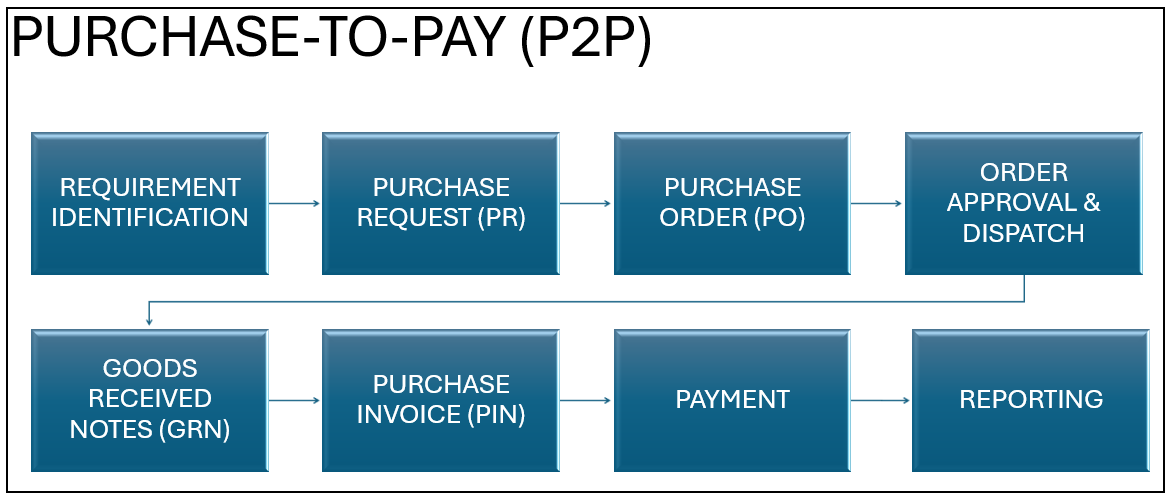 PURCHASE-TO-PAY (P2P)
REQUIREMENT
IDENTIFICATION
PURCHASE
REQUEST (PR)
PURCHASE
ORDER (PO)
ORDER
APPROVAL &
DISPATCH
GOODS
RECEIVED
NOTES (GRN)
PURCHASE
INVOICE (PIN)
PAYMENT
REPORTING